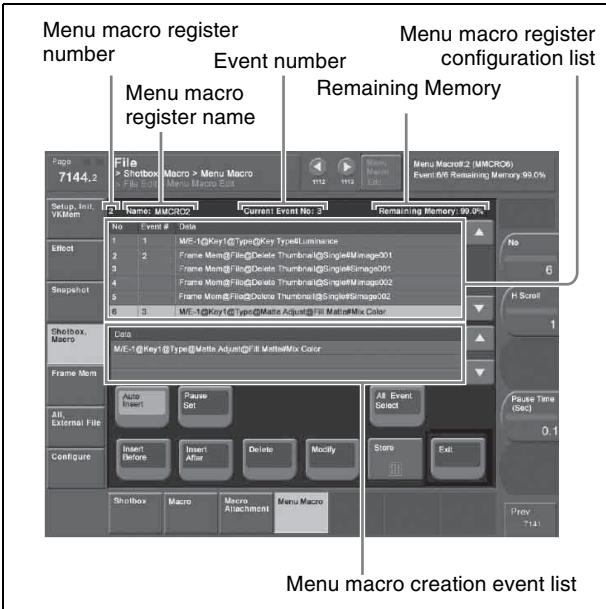 Menu macro register number
Menu macro register configuration list
Event number
Remaining Memory
Menu macro register name
Page
7144.2
File
> Shotbox, Macro > Menu Macro
> File Edit > Menu Macro Edit
1112
1113
Menu Macro Edit
Menu Macro#:2 (MMCRO6)
Event:6/6 Remaining Memory:99.0%
Setup, Init, VKMem
Effect
Snapshot
Shotbox, Macro
Frame Mem
All, External File
Configure
2 Name: MMCRO2 Current Event No: 3 Remaining Memory: 99.0%
No Event # Data
1 1 M/E-1@Key1@Type@Key Type#Luminance
2 2 Frame Mem@File@Delete Thumbnail@Single#Mimage001
3 Frame Mem@File@Delete Thumbnail@Single#Simage001
4 Frame Mem@File@Delete Thumbnail@Single#Mimage002
5 Frame Mem@File@Delete Thumbnail@Single#Simage002
6 3 M/E-1@Key1@Type@Matte Adjust@Fill Matte#Mix Color
Data
M/E-1@Key1@Type@Matte Adjust@Fill Matte#Mix Color
No
6
H Scroll
1
Pause Time (Sec)
0.1
Auto Insert
Pause Set
All Event Select
Insert Before
Insert After
Delete
Modify
Store
Exit
Shotbox
Macro
Macro Attachment
Menu Macro
Prev
7141
Menu macro creation event list